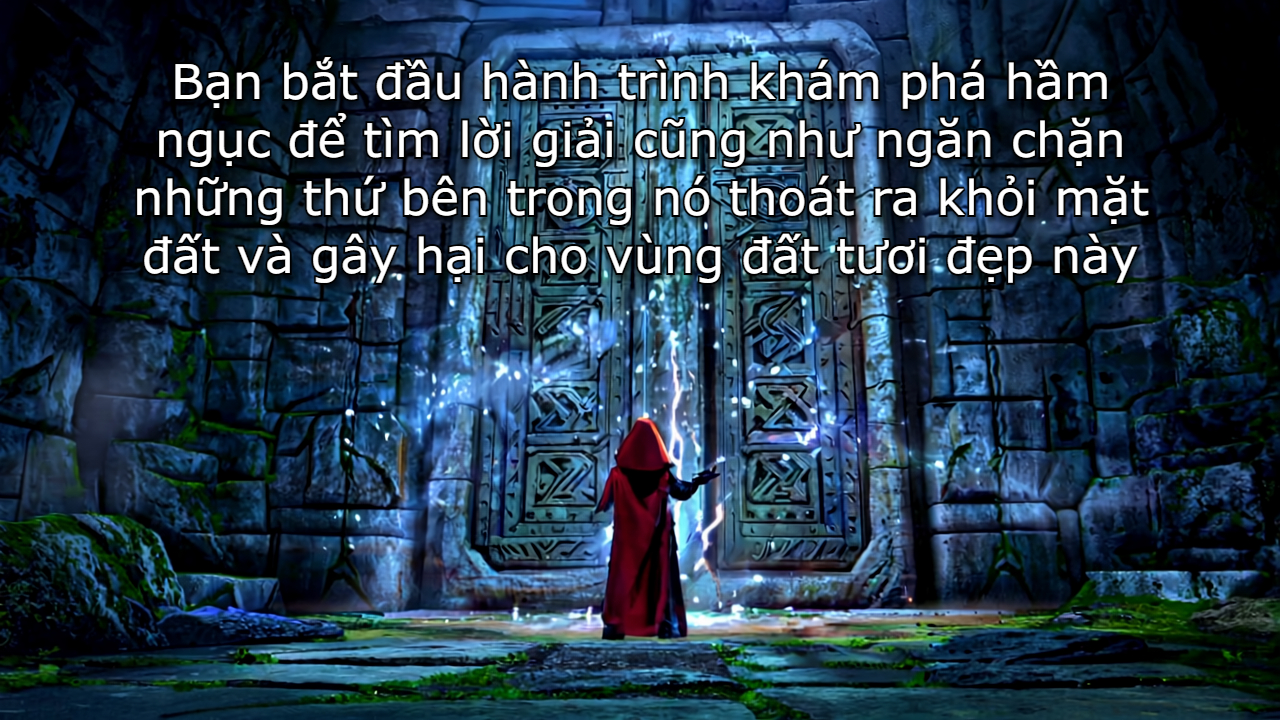 Bạn bắt đầu hành trình khám phá hầm
ngục để tìm lời giải cũng như ngăn chặn
những thứ bên trong nó thoát ra khỏi mặt
đất và gây hại cho vùng đất tươi đẹp này